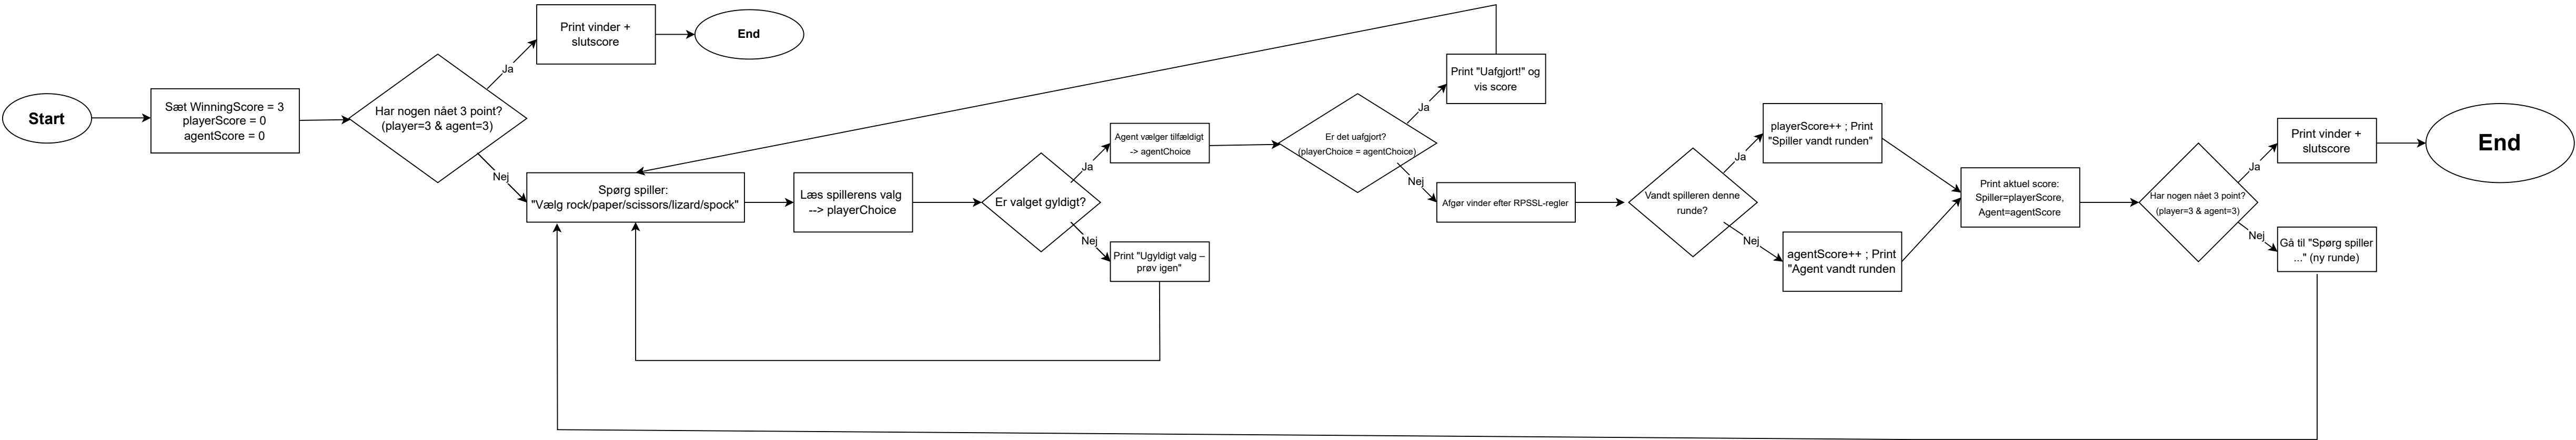 Start
Sæt WinningScore = 3
playerScore = 0
agentScore = 0
Har nogen nået 3 point?
(player=3 & agent=3)
Ja
Print vinder +
slutscore
End
Nej
Spørg spiller:
"Vælg rock/paper/scissors/lizard/spock"
Læs spillerens valg
--> playerChoice
Er valget gyldigt?
Ja
Agent vælger tilfældigt
-> agentChoice
Nej
Print "Ugyldigt valg –
prøv igen"
Er det uafgjort?
(playerChoice = agentChoice)
Ja
Print "Uafgjort!" og
vis score
Nej
Afgør vinder efter RPSSL-regler
Vandt spilleren denne
runde?
Ja
playerScore++ ; Print
"Spiller vandt runden"
Nej
agentScore++ ; Print
"Agent vandt runden
Print aktuel score:
Spiller=playerScore,
Agent=agentScore
Har nogen nået 3 point?
(player=3 & agent=3)
Ja
Print vinder +
slutscore
End
Nej
Gå til "Spørg spiller
..." (ny runde)